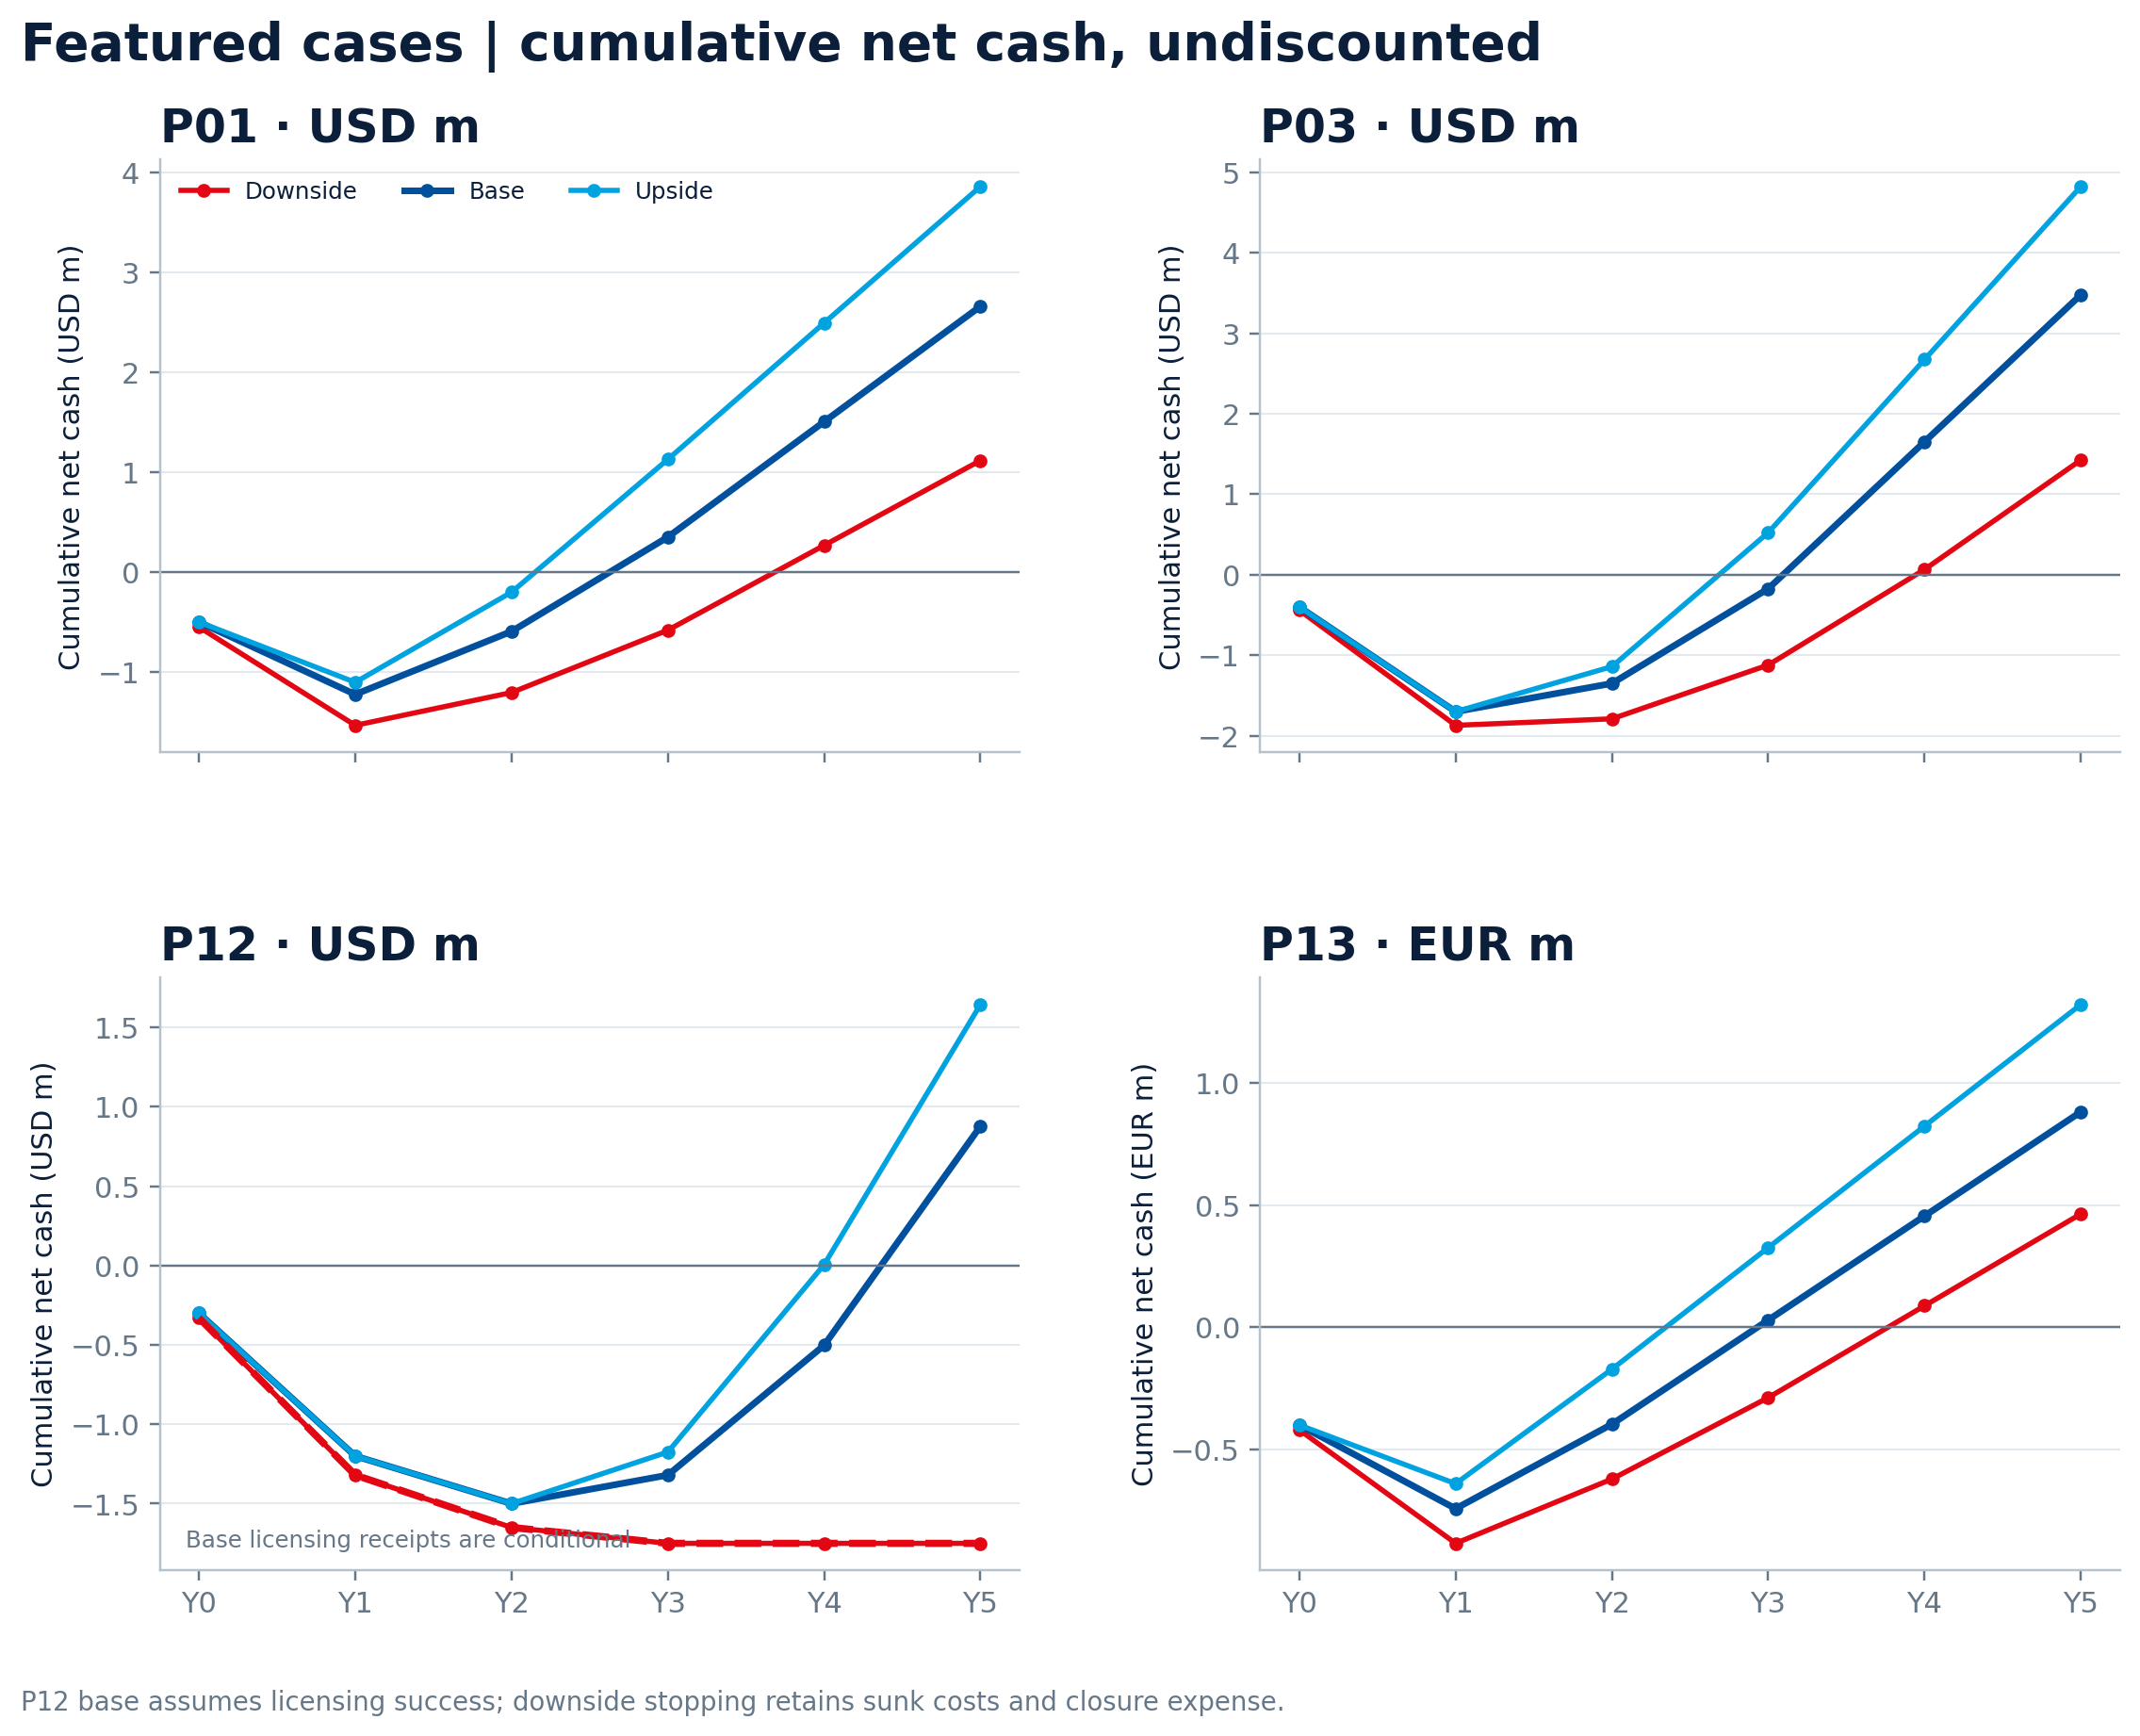 Featured cases | cumulative net cash, undiscounted
P01 · USD m
Cumulative net cash (USD m)
4
3
2
1
0
−1
Downside
Base
Upside
P03 · USD m
Cumulative net cash (USD m)
5
4
3
2
1
0
−1
−2
P12 · USD m
Cumulative net cash (USD m)
1.5
1.0
0.5
0.0
−0.5
−1.0
−1.5
Base licensing receipts are conditional
Y0 Y1 Y2 Y3 Y4 Y5
P13 · EUR m
Cumulative net cash (EUR m)
1.0
0.5
0.0
−0.5
Y0 Y1 Y2 Y3 Y4 Y5
P12 base assumes licensing success; downside stopping retains sunk costs and closure expense.